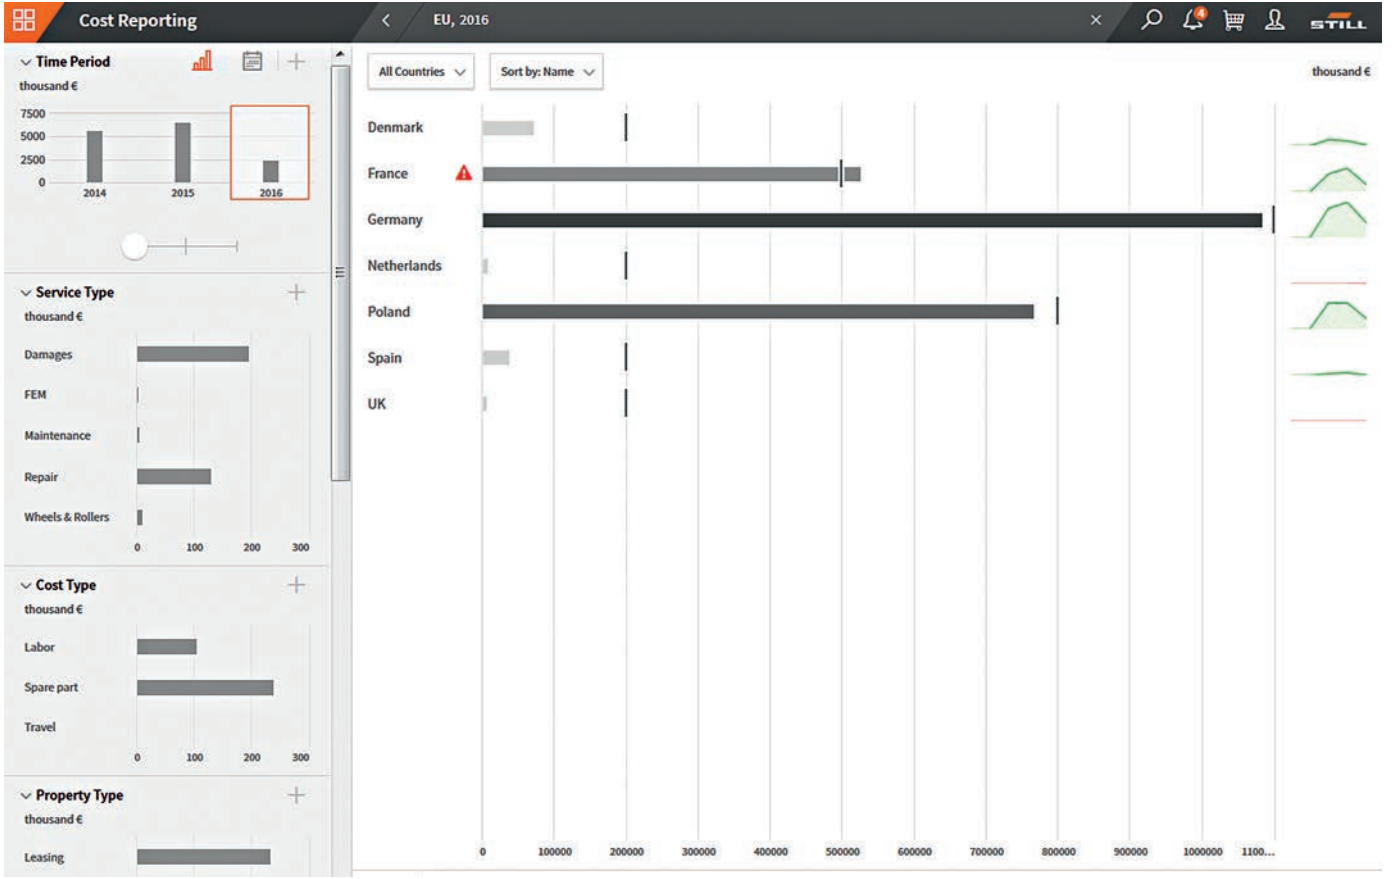 Cost Reporting
EU, 2016
4
STILL
Time Period
thousand €
7500
5000
2500
0
2014
2015
2016
Service Type
thousand €
Damages
FEM
Maintenance
Repair
Wheels & Rollers
0 100 200 300
Cost Type
thousand €
Labor
Spare part
Travel
0 100 200 300
Property Type
thousand €
Leasing
All Countries
Sort by: Name
thousand €
Denmark
France
Germany
Netherlands
Poland
Spain
UK
0 100000 200000 300000 400000 500000 600000 700000 800000 900000 1000000 1100...